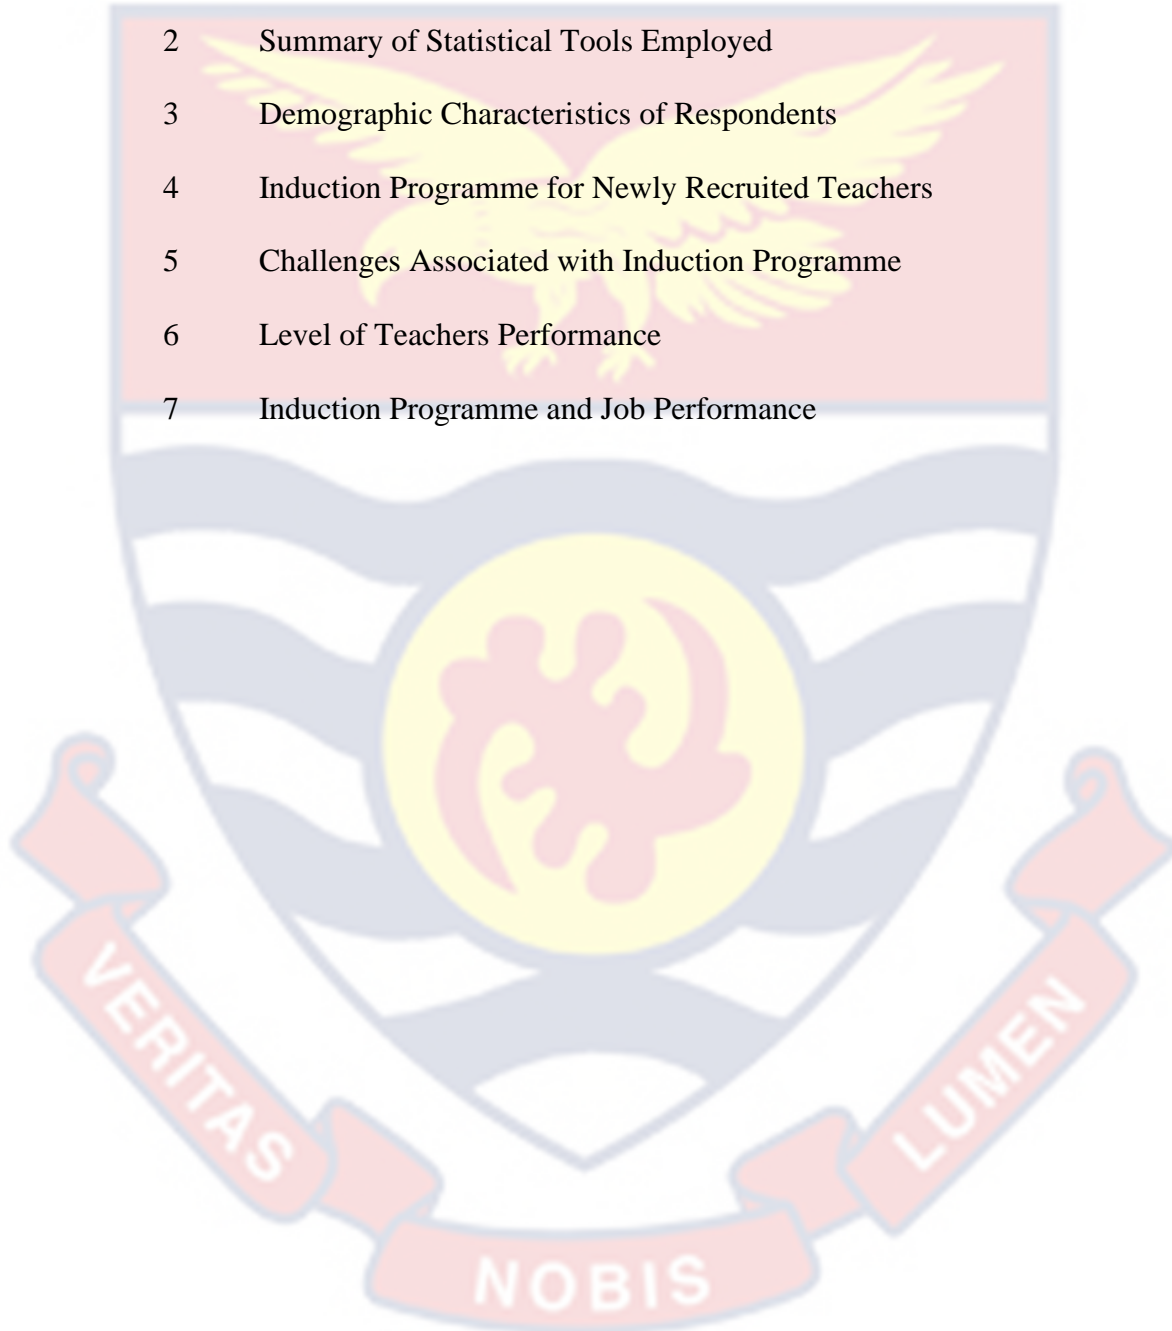 2 Summary of Statistical Tools Employed
3 Demographic Characteristics of Respondents
4 Induction Programme for Newly Recruited Teachers
5 Challenges Associated with Induction Programme
6 Level of Teachers Performance
7 Induction Programme and Job Performance
VERITAS
NOBIS
LUMEN